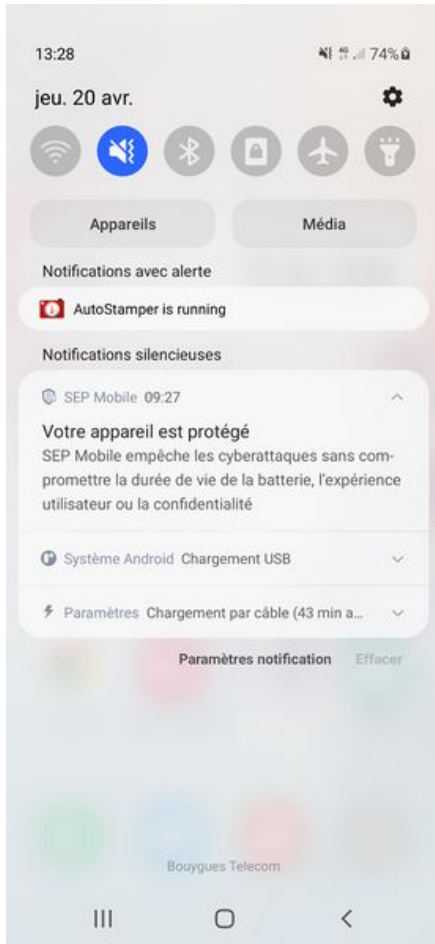 13:28
74%
jeu. 20 avr.
Appareils
Média
Notifications avec alerte
AutoStamper is running
Notifications silencieuses
SEP Mobile 09:27
Votre appareil est protégé
SEP Mobile empêche les cyberattaques sans com-
promettre la durée de vie de la batterie, l'expérience
utilisateur ou la confidentialité
Système Android Chargement USB
Paramètres Chargement par câble (43 min a...
Paramètres notification
Effacer
Bouygues Telecom